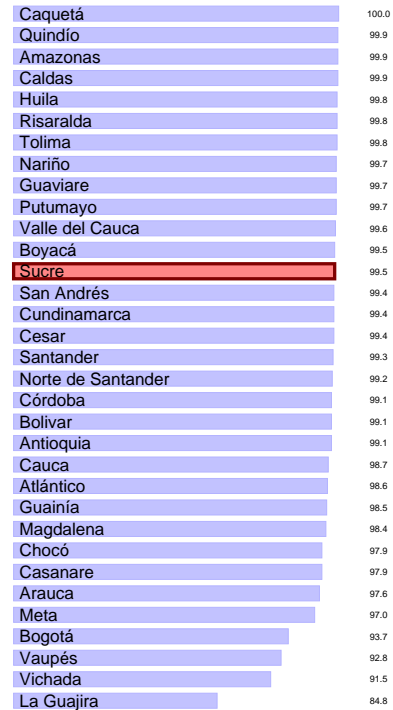 Caquetá 100.0
Quindío 99.9
Amazonas 99.9
Caldas 99.9
Huila 99.8
Risaralda 99.8
Tolima 99.8
Nariño 99.7
Guaviare 99.7
Putumayo 99.7
Valle del Cauca 99.6
Boyacá 99.5
Sucre 99.5
San Andrés 99.4
Cundinamarca 99.4
Cesar 99.4
Santander 99.3
Norte de Santander 99.2
Córdoba 99.1
Bolivar 99.1
Antioquia 99.1
Cauca 98.7
Atlántico 98.6
Guainía 98.5
Magdalena 98.4
Chocó 97.9
Casanare 97.9
Arauca 97.6
Meta 97.0
Bogotá 93.7
Vaupés 92.8
Vichada 91.5
La Guajira 84.8